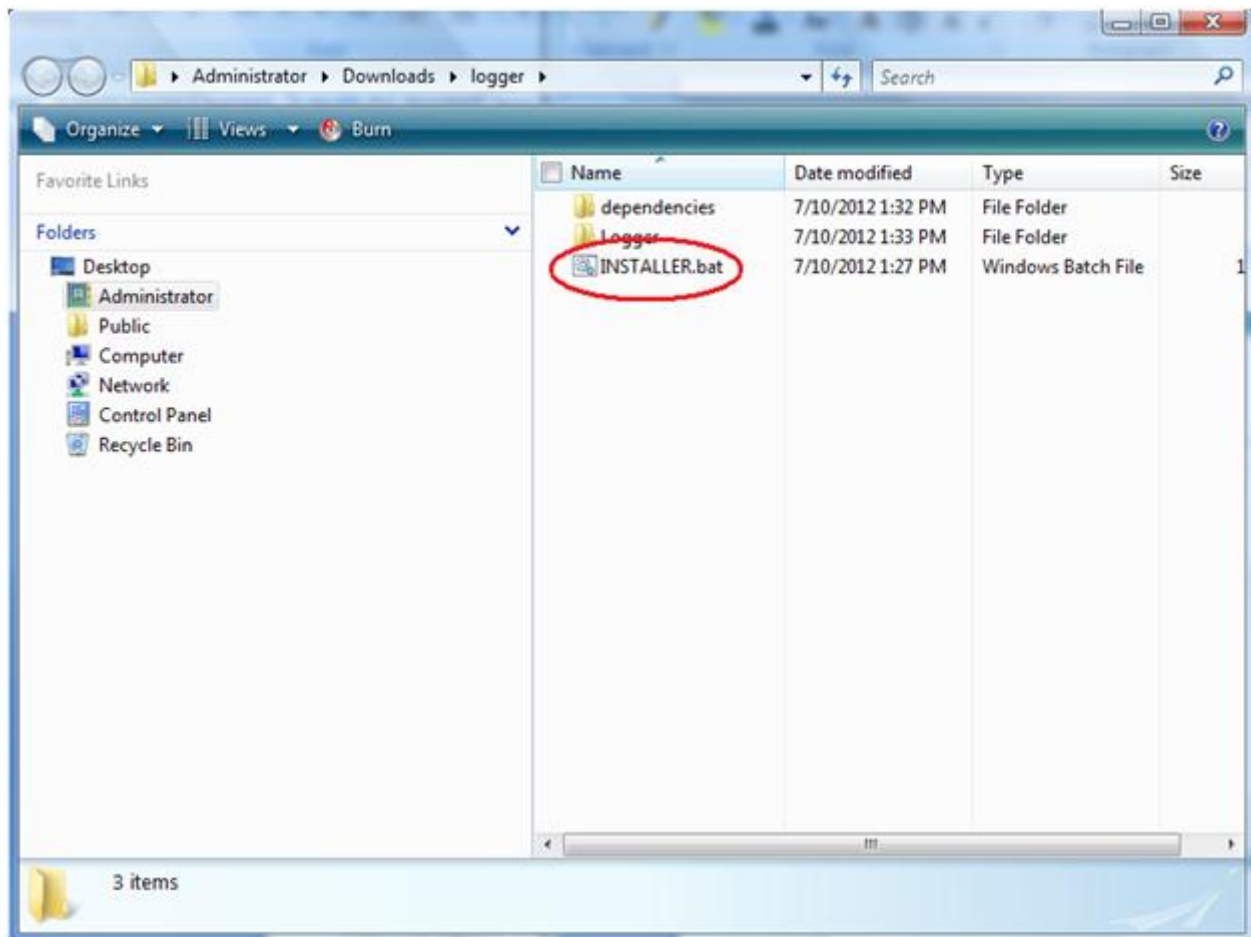 Administrator Downloads logger Search
Organize Views Burn
Favorite Links
Folders
Desktop
Administrator
Public
Computer
Network
Control Panel
Recycle Bin
Name Date modified Type Size
dependencies 7/10/2012 1:32 PM File Folder
Logger 7/10/2012 1:33 PM File Folder
INSTALLER.bat 7/10/2012 1:27 PM Windows Batch File 1
3 items